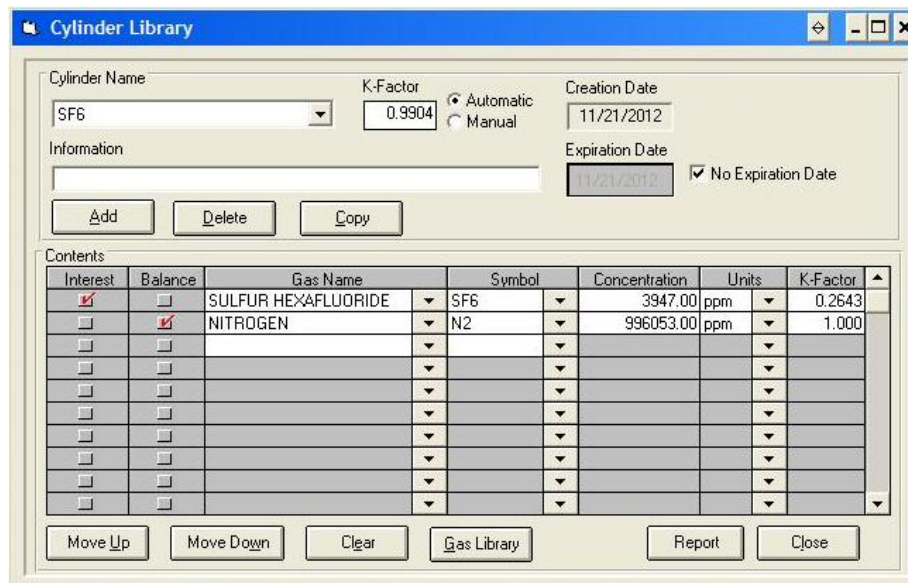 Cylinder Library
Cylinder Name
SF6
K-Factor
0.9904
Automatic
Manual
Creation Date
11/21/2012
Information
Expiration Date
11/21/2012
No Expiration Date
Add Delete Copy
Contents
Interest Balance Gas Name Symbol Concentration Units K-Factor
SULFUR HEXAFLUORIDE SF6 3947.00 ppm 0.2643
NITROGEN N2 996053.00 ppm 1.000
Move Up Move Down Clear Gas Library Report Close